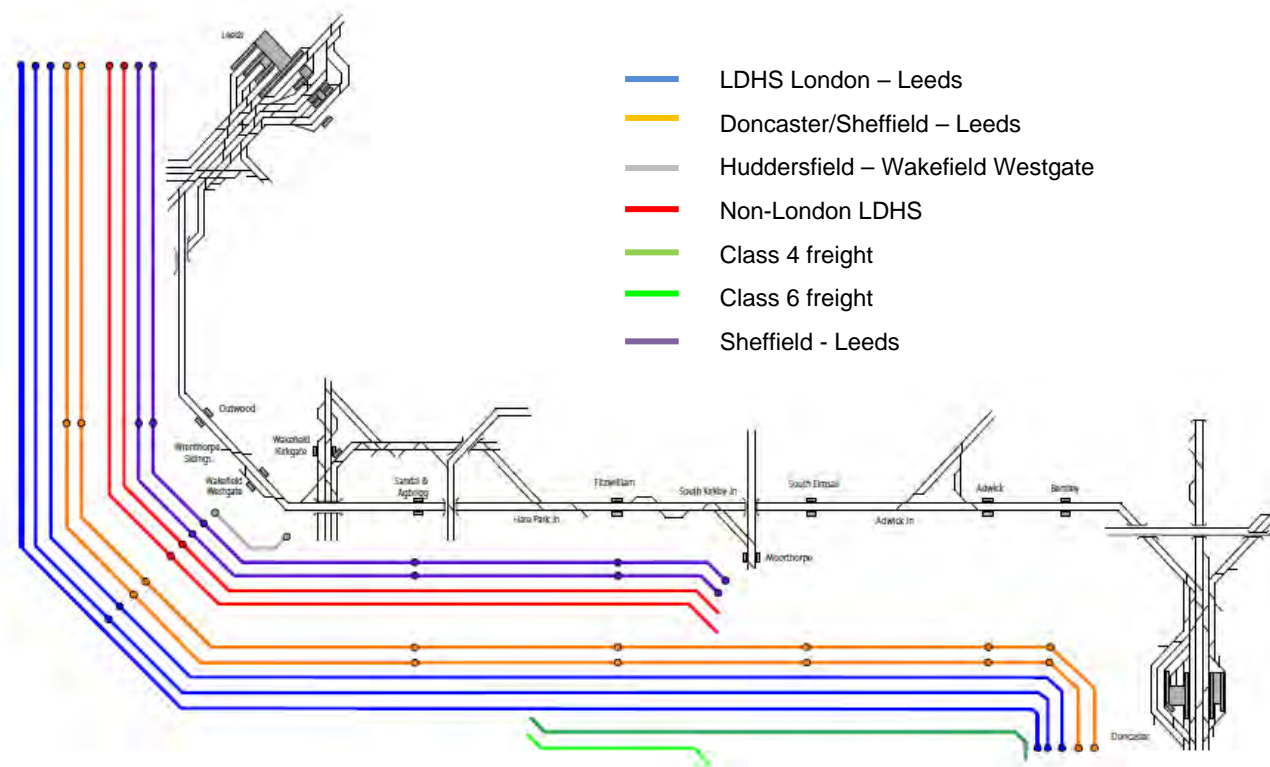 Leeds
LDHS London – Leeds
Doncaster/Sheffield – Leeds
Huddersfield – Wakefield Westgate
Non-London LDHS
Class 4 freight
Class 6 freight
Sheffield - Leeds
Outwood
Wrenthorpe
Sidings
Wakefield
Westgate
Wakefield
Kirkgate
Sandal &
Agbrigg
Hare Park Jn
Fitzwilliam
South Kirkby Jn
Moorthorpe
South Elmsall
Adwick Jn
Adwick
Bentley
Doncaster